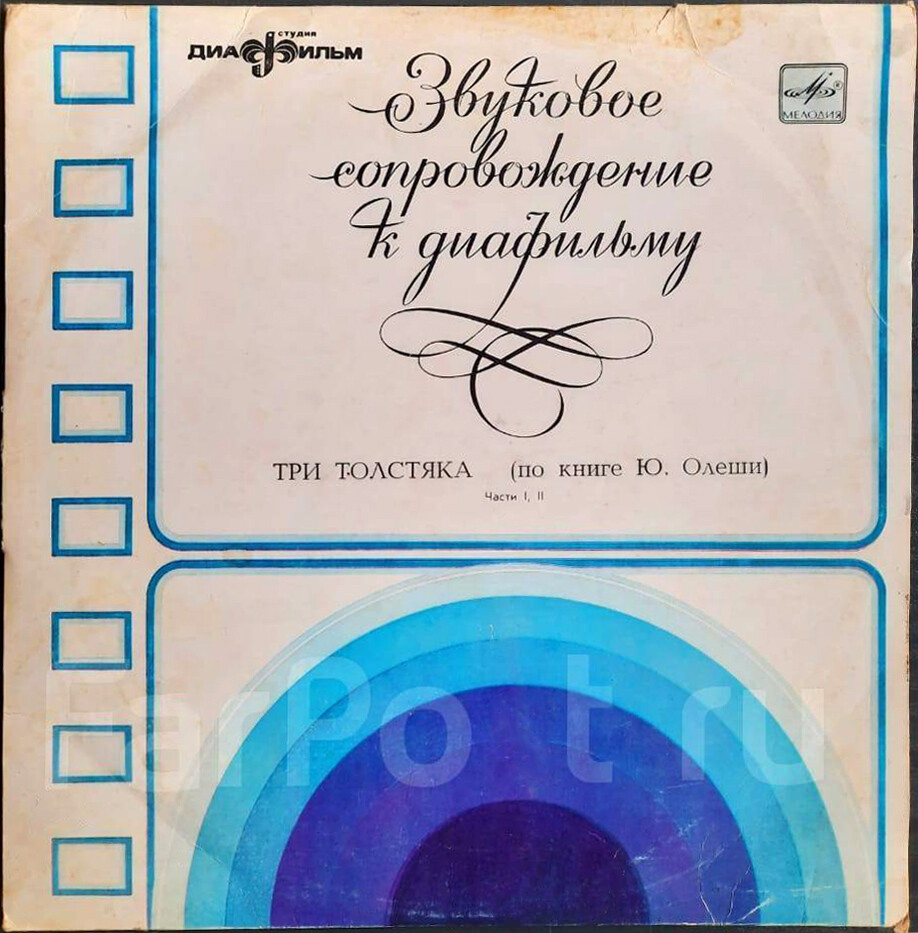 студия
ДИАФИЛЬМ
Звуковое
сопровождение
к диафильму
МЕЛОДИЯ
ТРИ ТОЛСТЯКА (по книге Ю. Олеши)
Части I, II